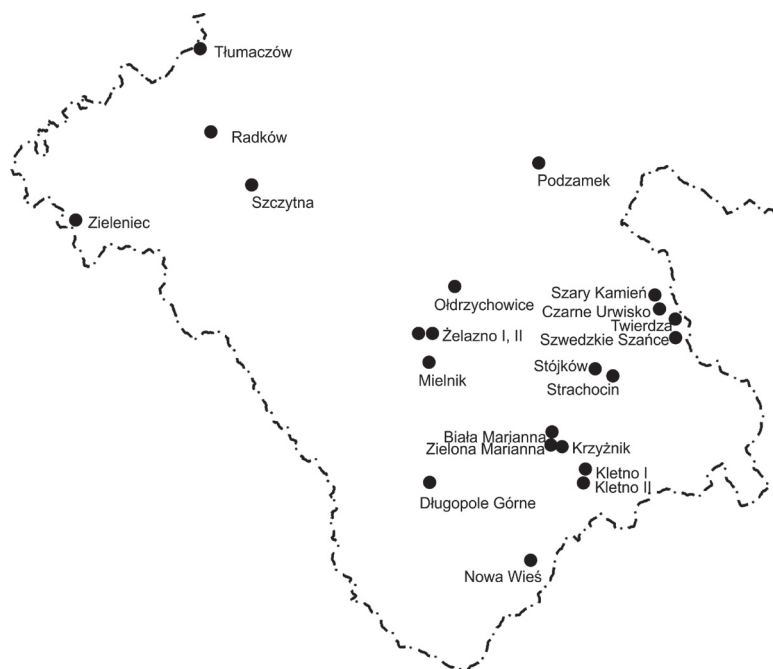 Tłumaczów
Radków
Podzamek
Szczytna
Zieleniec
Szary Kamień
Ołdrzychowice
Czarne Urwisko
Twierdza
Żelazno I, II
Szwedzkie Szańce
Stójków
Mielnik
Strachocin
Biała Marianna
Zielona Marianna
Krzyżnik
Kletno I
Kletno II
Długopole Górne
Nowa Wieś